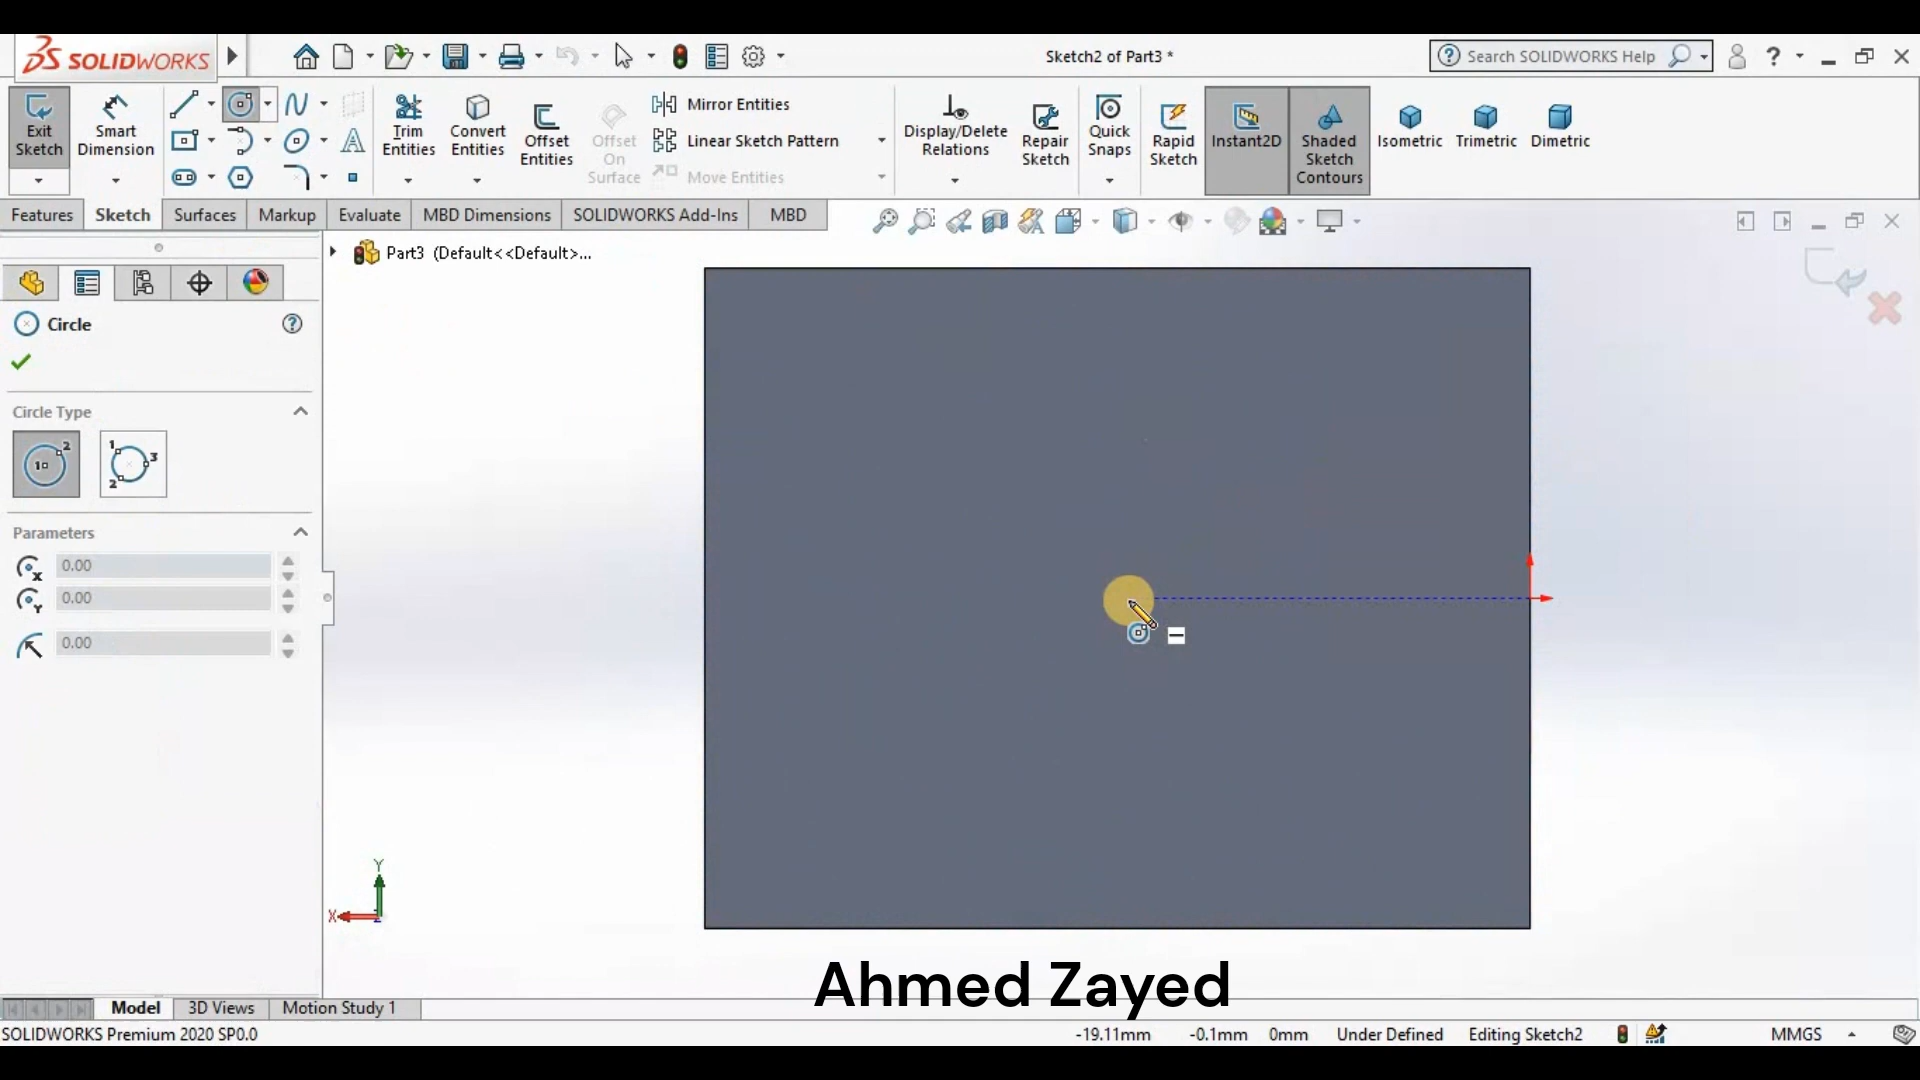 SOLIDWORKS
Sketch2 of Part3 *
Search SOLIDWORKS Help
Exit Sketch
Smart Dimension
Trim Entities
Convert Entities
Offset Entities
Offset On Surface
Mirror Entities
Linear Sketch Pattern
Move Entities
Display/Delete Relations
Repair Sketch
Quick Snaps
Rapid Sketch
Instant2D
Shaded Sketch Contours
Isometric
Trimetric
Dimetric
Features
Sketch
Surfaces
Markup
Evaluate
MBD Dimensions
SOLIDWORKS Add-Ins
MBD
Part3 (Default<<Default>...
Circle
Circle Type
Parameters
0.00
0.00
0.00
Y
X
Ahmed Zayed
Model
3D Views
Motion Study 1
SOLIDWORKS Premium 2020 SP0.0
-19.11mm
-0.1mm
0mm
Under Defined
Editing Sketch2
MMGS